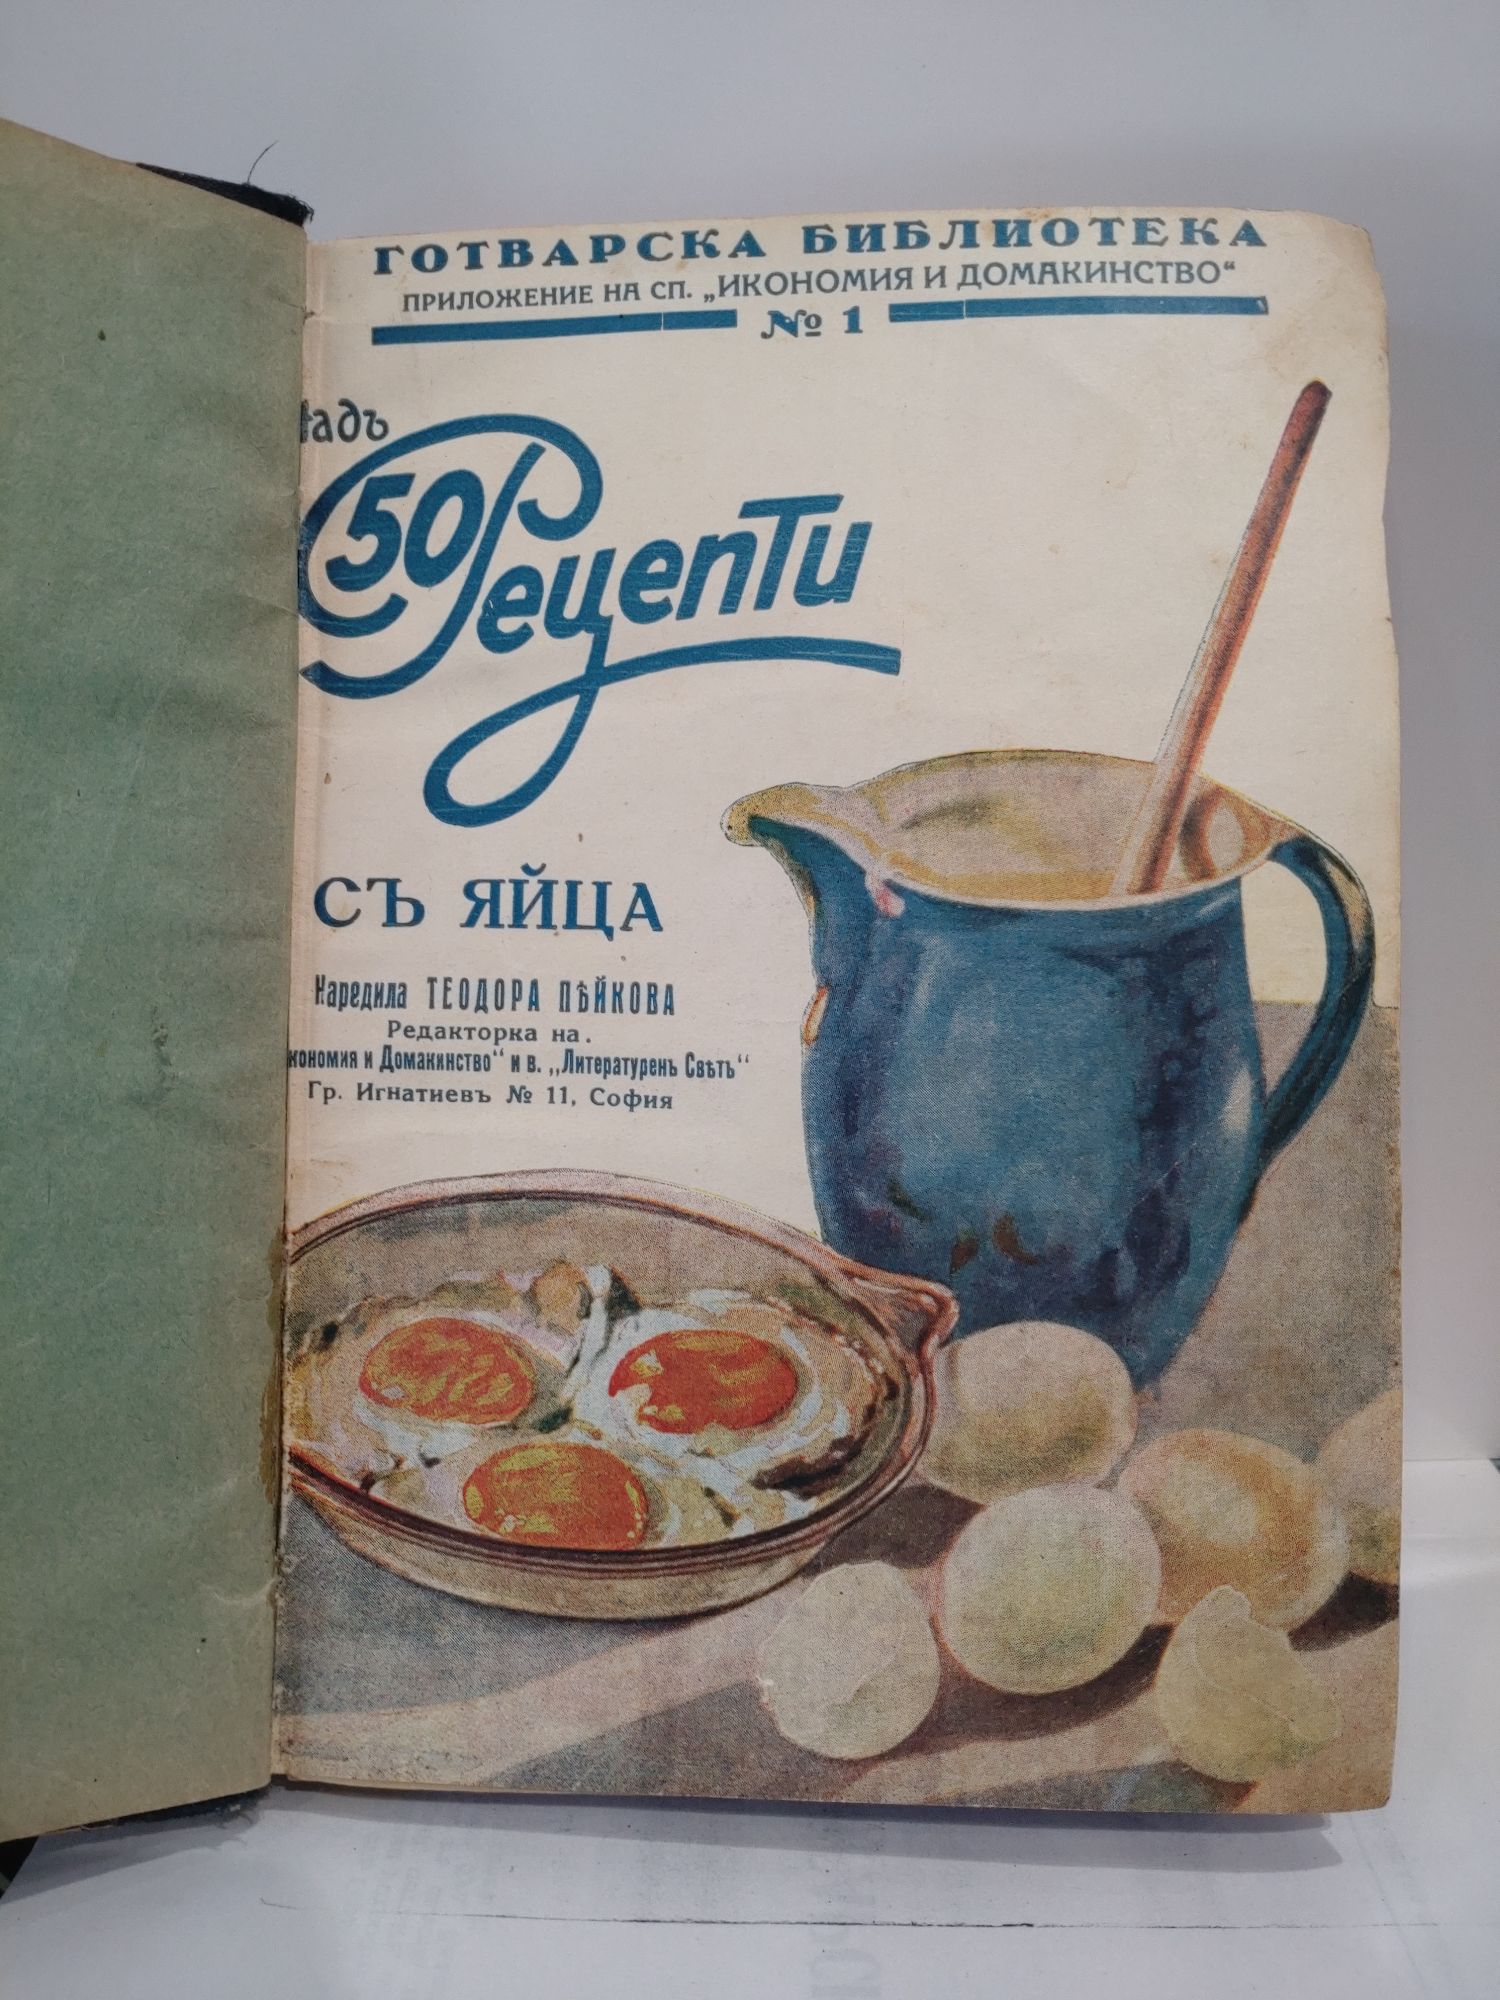 ГОТВАРСКА БИБЛИОТЕКА
ПРИЛОЖЕНИЕ НА СП. „ИКОНОМИЯ И ДОМАКИНСТВО“
№ 1
надъ
50 Рецепти
СЪ ЯЙЦА
Наредила ТЕОДОРА ПѢЙКОВА
Редакторка на.
кономия и Домакинство“ и в. „Литературенъ Свѣтъ“
Гр. Игнатиевъ № 11, София